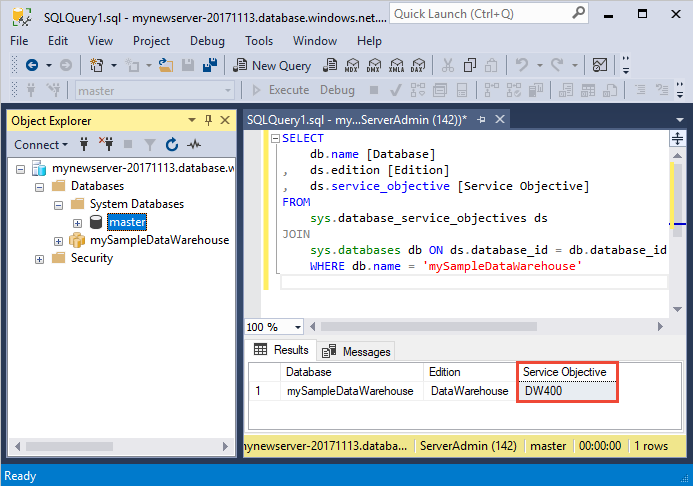 SQLQuery1.sql - mynewserver-20171113.database.windows.net....
Quick Launch (Ctrl+Q)
File Edit View Project Debug Tools Window Help
New Query MDX DMX XMLA DAX
master Execute Debug
Object Explorer
Connect
mynewserver-20171113.database.w
Databases
System Databases
master
mySampleDataWarehouse
Security
SQLQuery1.sql - my...ServerAdmin (142))*
SELECT
db.name [Database]
, ds.edition [Edition]
, ds.service_objective [Service Objective]
FROM
sys.database_service_objectives ds
JOIN
sys.databases db ON ds.database_id = db.database_id
WHERE db.name = 'mySampleDataWarehouse'
100 %
Results Messages
Database Edition Service Objective
1 mySampleDataWarehouse DataWarehouse DW400
mynewserver-20171113.databa... ServerAdmin (142) master 00:00:00 1 rows
Ready